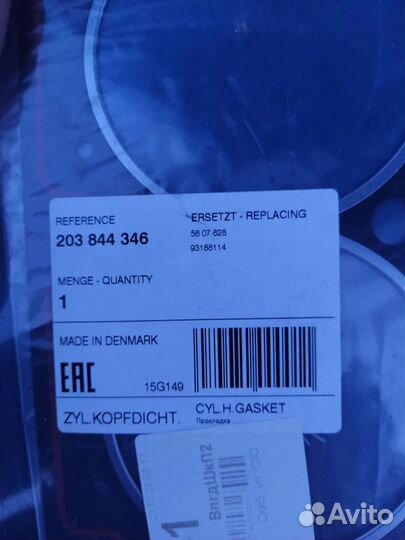 REFERENCE
203 844 346
ERSETZT - REPLACING
56 07 628
93188114
MENGE - QUANTITY
1
MADE IN DENMARK
EAC
15G149
ZYL.KOPFDICHT.
CYL.H.GASKET
Прокладка
1
ВлгдШкП2
Avito